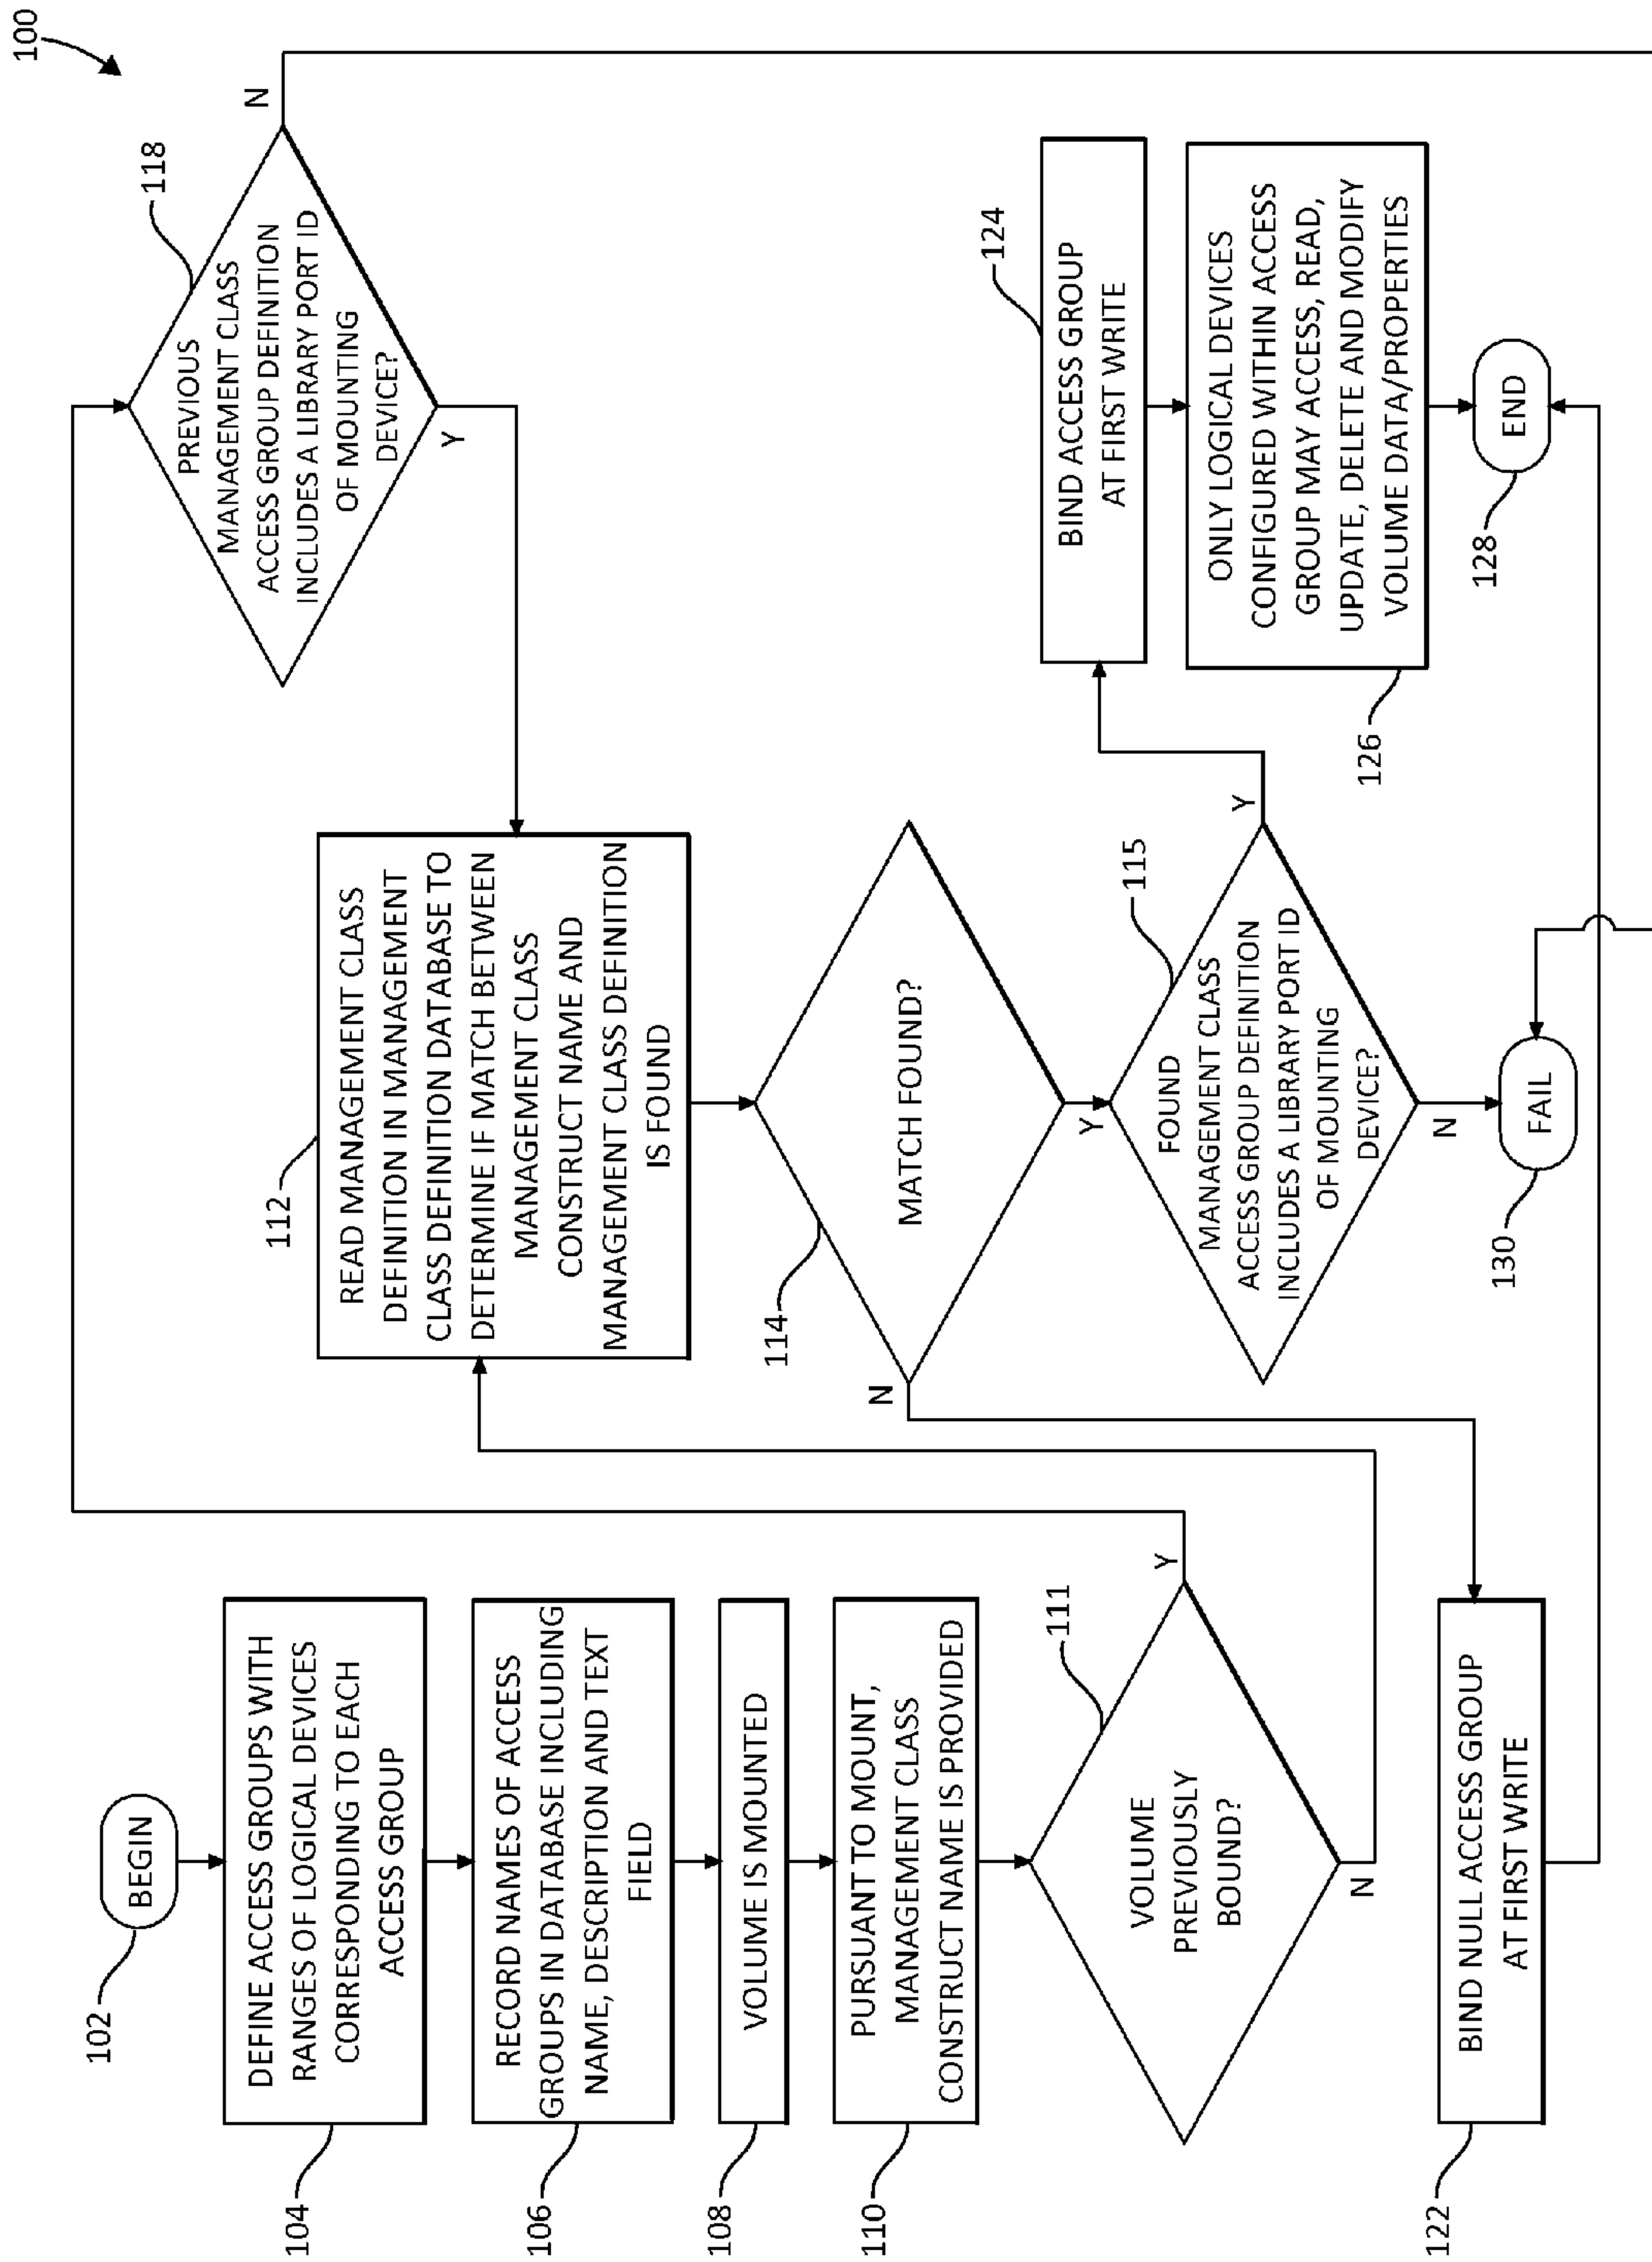 100
102
BEGIN
104
DEFINE ACCESS GROUPS WITH
RANGES OF LOGICAL DEVICES
CORRESPONDING TO EACH
ACCESS GROUP
106
RECORD NAMES OF ACCESS
GROUPS IN DATABASE INCLUDING
NAME, DESCRIPTION AND TEXT
FIELD
108
VOLUME IS MOUNTED
110
PURSUANT TO MOUNT,
MANAGEMENT CLASS
CONSTRUCT NAME IS PROVIDED
111
VOLUME
PREVIOUSLY
BOUND?
Y
N
122
BIND NULL ACCESS GROUP
AT FIRST WRITE
112
READ MANAGEMENT CLASS
DEFINITION IN MANAGEMENT
CLASS DEFINITION DATABASE TO
DETERMINE IF MATCH BETWEEN
MANAGEMENT CLASS
CONSTRUCT NAME AND
MANAGEMENT CLASS DEFINITION
IS FOUND
114
MATCH FOUND?
N
Y
115
FOUND
MANAGEMENT CLASS
ACCESS GROUP DEFINITION
INCLUDES A LIBRARY PORT ID
OF MOUNTING
DEVICE?
Y
N
130
FAIL
118
PREVIOUS
MANAGEMENT CLASS
ACCESS GROUP DEFINITION
INCLUDES A LIBRARY PORT ID
OF MOUNTING
DEVICE?
N
Y
124
BIND ACCESS GROUP
AT FIRST WRITE
126
ONLY LOGICAL DEVICES
CONFIGURED WITHIN ACCESS
GROUP MAY ACCESS, READ,
UPDATE, DELETE AND MODIFY
VOLUME DATA/PROPERTIES
128
END